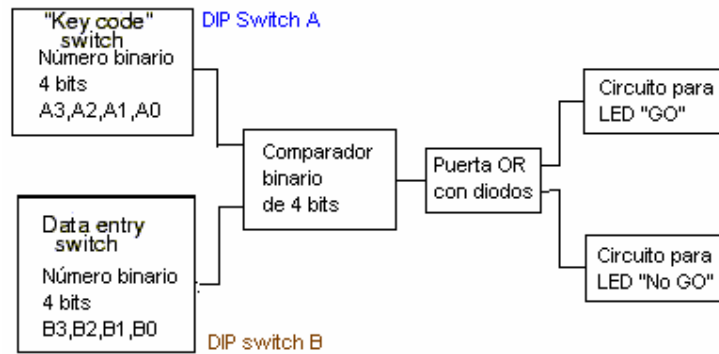 "Key code"
switch
Número binario
4 bits
A3,A2,A1,A0
DIP Switch A
Data entry
switch
Número binario
4 bits
B3,B2,B1,B0
DIP switch B
Comparador
binario
de 4 bits
Puerta OR
con diodos
Circuito para
LED "GO"
Circuito para
LED "No GO"